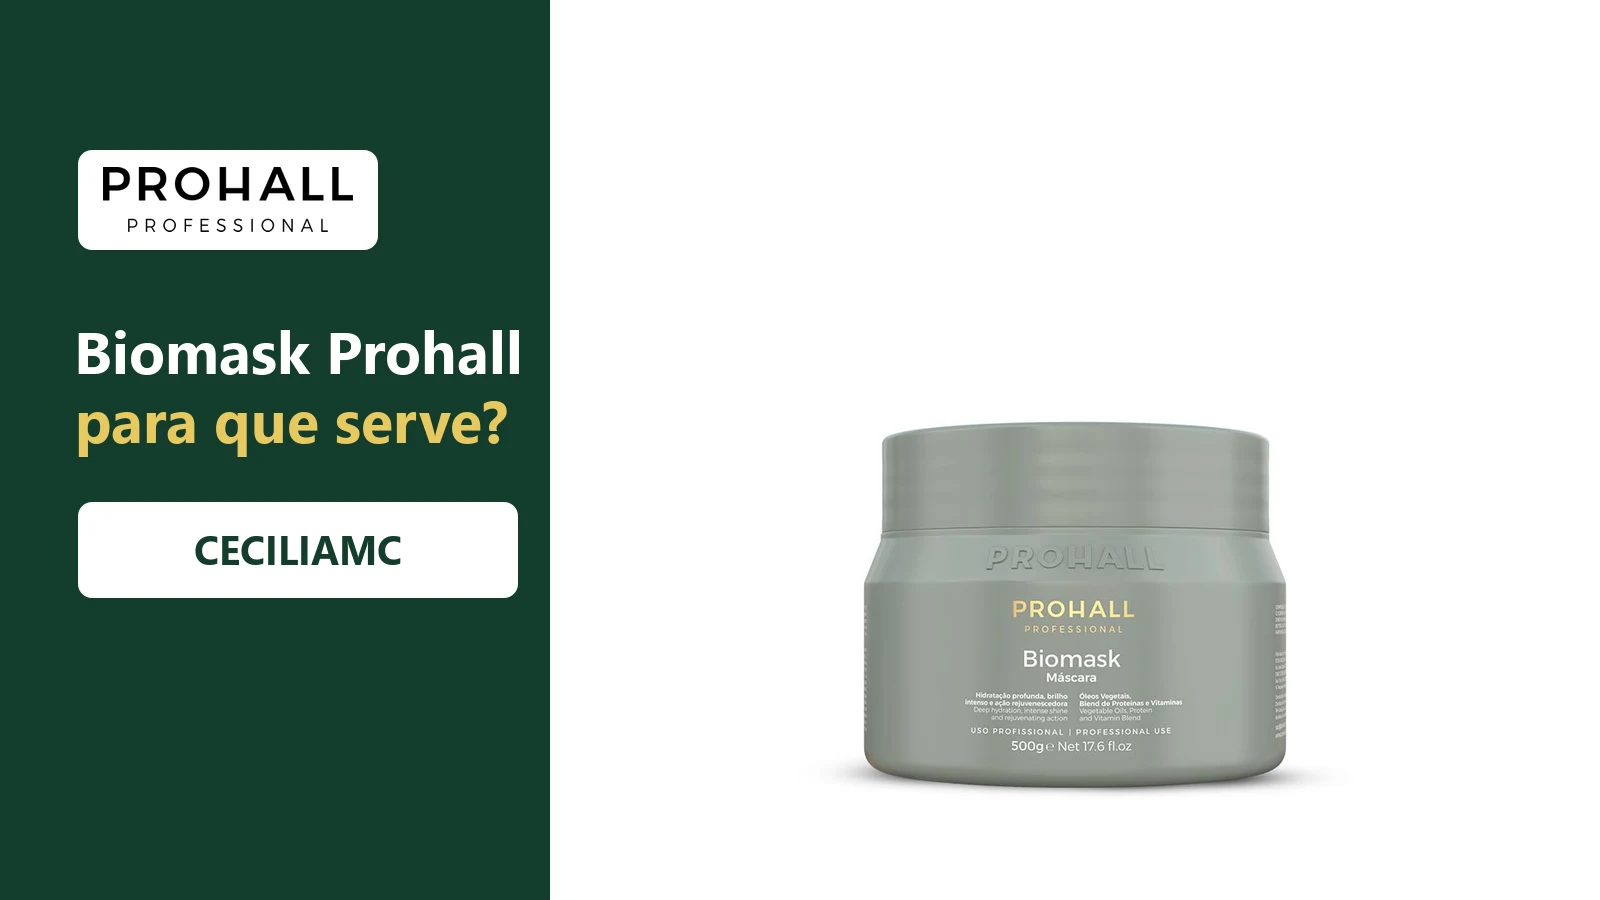 PROHALL
PROFESSIONAL
Biomask Prohall
para que serve?
CECILIAMC
PROHALL
PROHALL
PROFESSIONAL
Biomask
Máscara
Hidratação profunda, brilho
intenso e ação rejuvenescedora
Deep hydration, intense shine
and rejuvenating action
Óleos Vegetais,
Blend de Proteínas e Vitaminas
Vegetable Oils, Protein
and Vitamin Blend
USO PROFISSIONAL | PROFESSIONAL USE
500g℮ Net 17.6 fl.oz